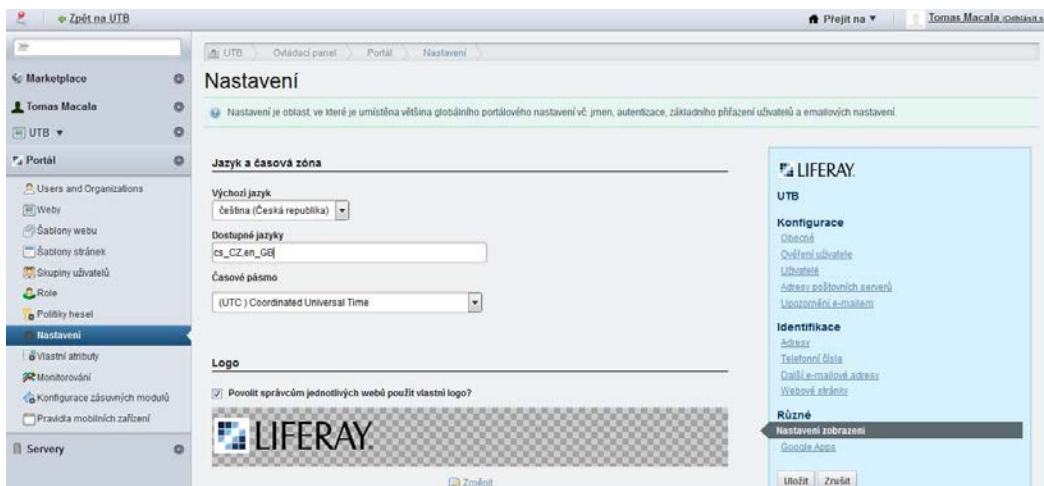 Zpět na UTB
Přejít na ▼
Tomas Macala
Marketplace
Tomas Macala
UTB ▼
Portál
Users and Organizations
Weby
Šablony webu
Šablony stránek
Skupiny uživatelů
Role
Politiky hesel
Nastavení
Vlastní atributy
Monitorování
Konfigurace zásuvných modulů
Pravidla mobilních zařízení
Servery
UTB Ovládací panel Portál Nastavení
Nastavení
Nastavení je oblast, ve které je umístěna většina globálního portálového nastavení vč. jmen, autentizace, základního přiřazení uživatelů a emailových nastavení.
Jazyk a časová zóna
Výchozí jazyk
čeština (Česká republika)
Dostupné jazyky
cs_CZ,en_GB
Časové pásmo
(UTC ) Coordinated Universal Time
Logo
Povolit správcům jednotlivých webů použít vlastní logo?
LIFERAY.
Změnit
LIFERAY.
UTB
Konfigurace
Obecné
Ověření uživatele
Uživatelé
Adresy poštovních serverů
Upozornění e-mailem
Identifikace
Adresy
Telefonní čísla
Další e-mailové adresy
Webové stránky
Různé
Nastavení zobrazení
Google Apps
Uložit Zrušit